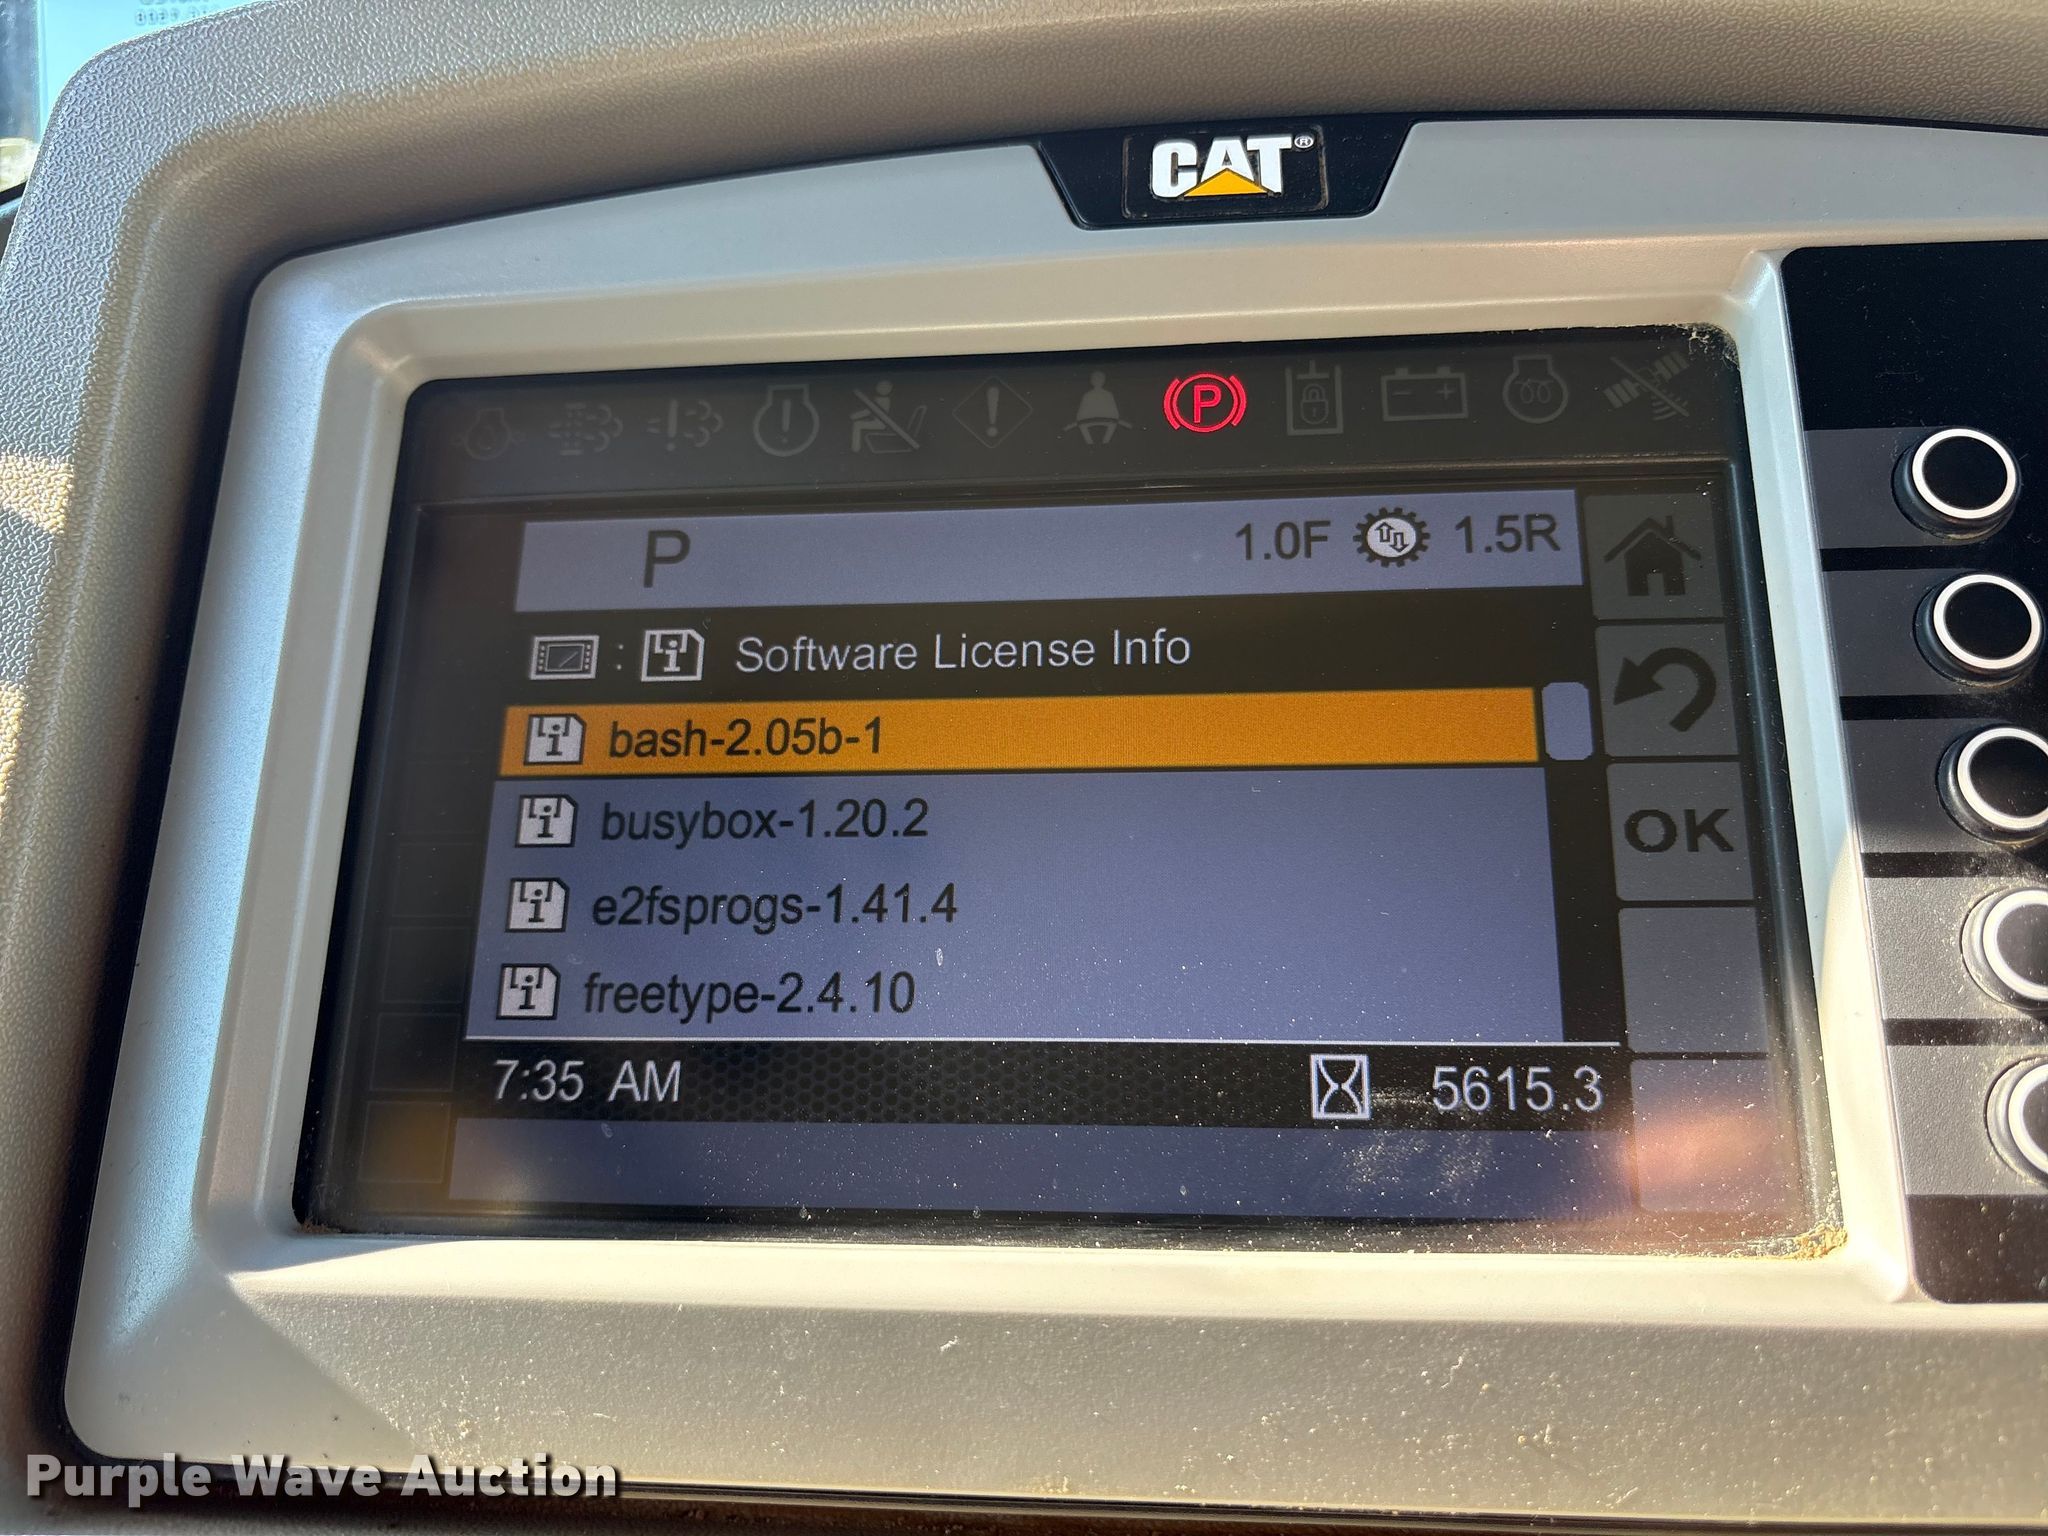 CAT®
P
P
1.0F 1.5R
: Software License Info
bash-2.05b-1
busybox-1.20.2
OK
e2fsprogs-1.41.4
freetype-2.4.10
7:35 AM 5615.3
Purple Wave Auction